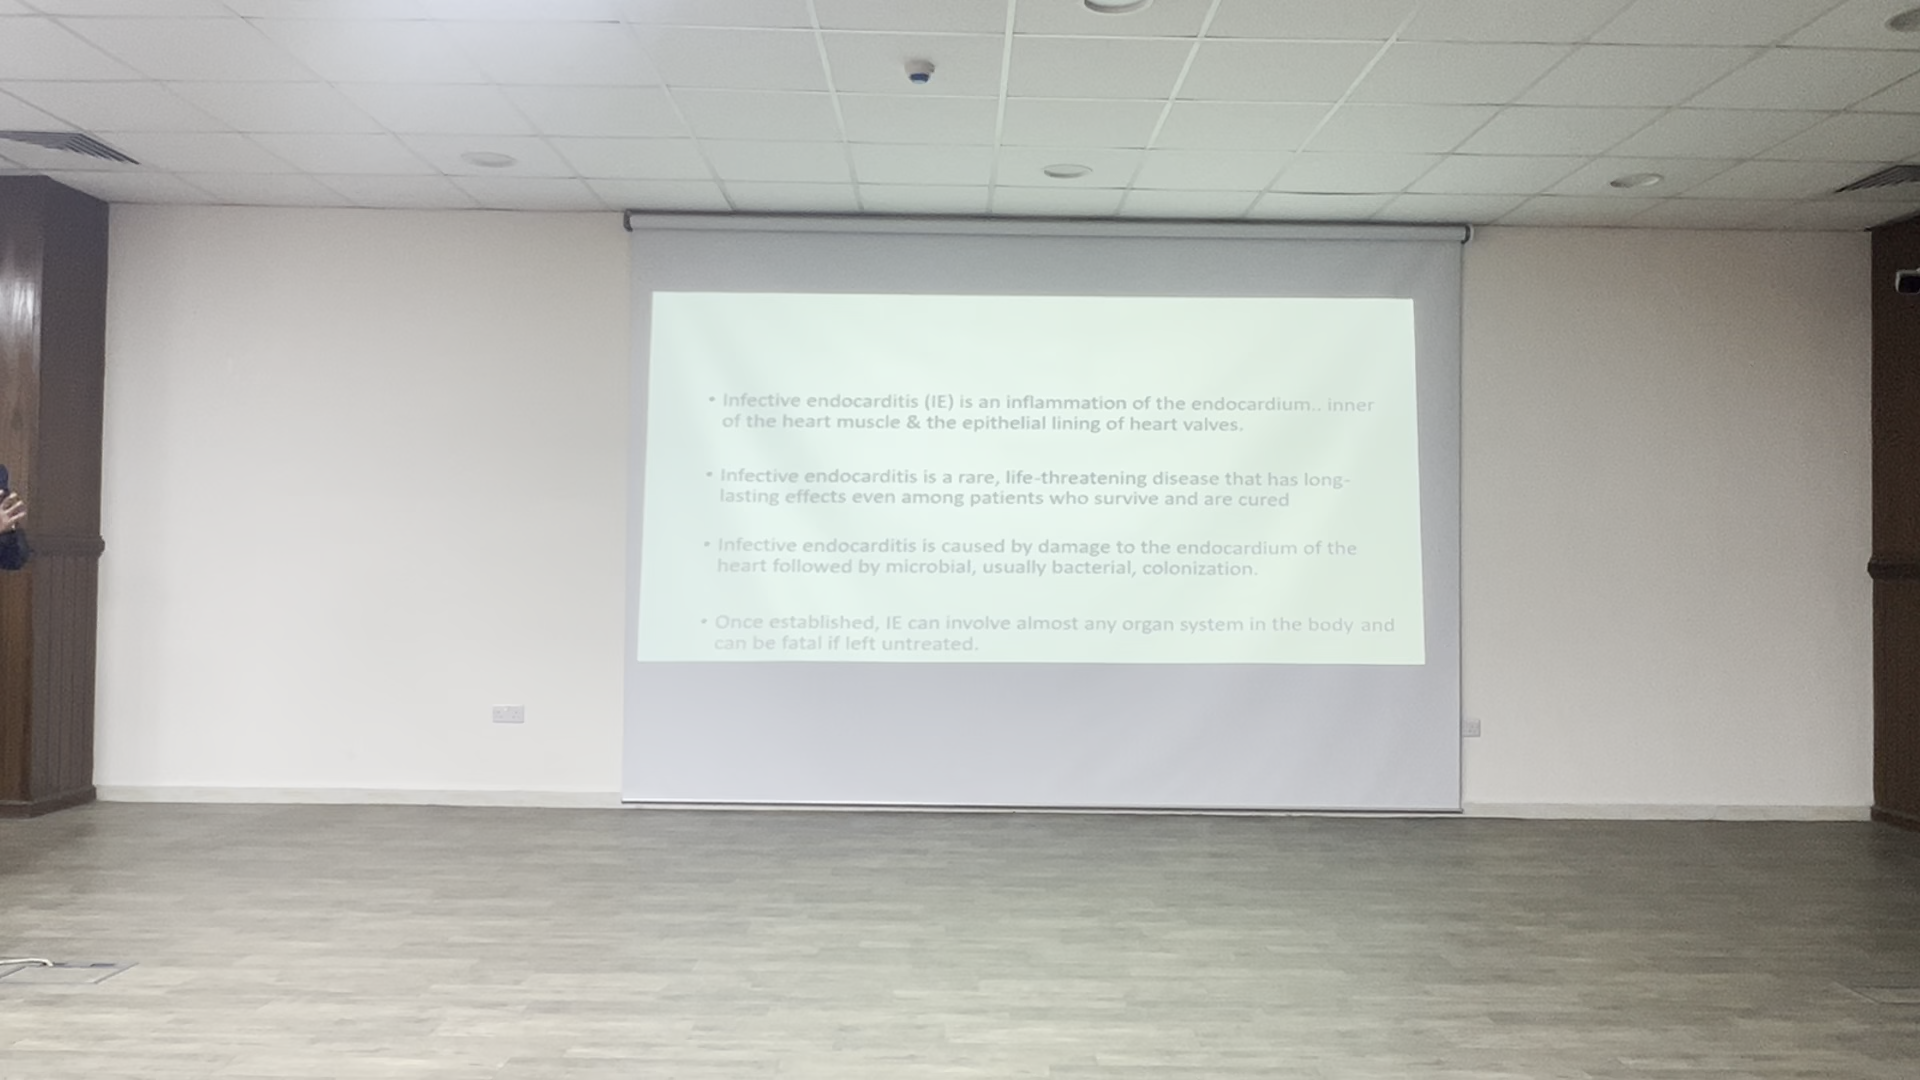 • Infective endocarditis (IE) is an inflammation of the endocardium.. inner
of the heart muscle & the epithelial lining of heart valves.
• Infective endocarditis is a rare, life-threatening disease that has long-
lasting effects even among patients who survive and are cured
• Infective endocarditis is caused by damage to the endocardium of the
heart followed by microbial, usually bacterial, colonization.
• Once established, IE can involve almost any organ system in the body and
can be fatal if left untreated.